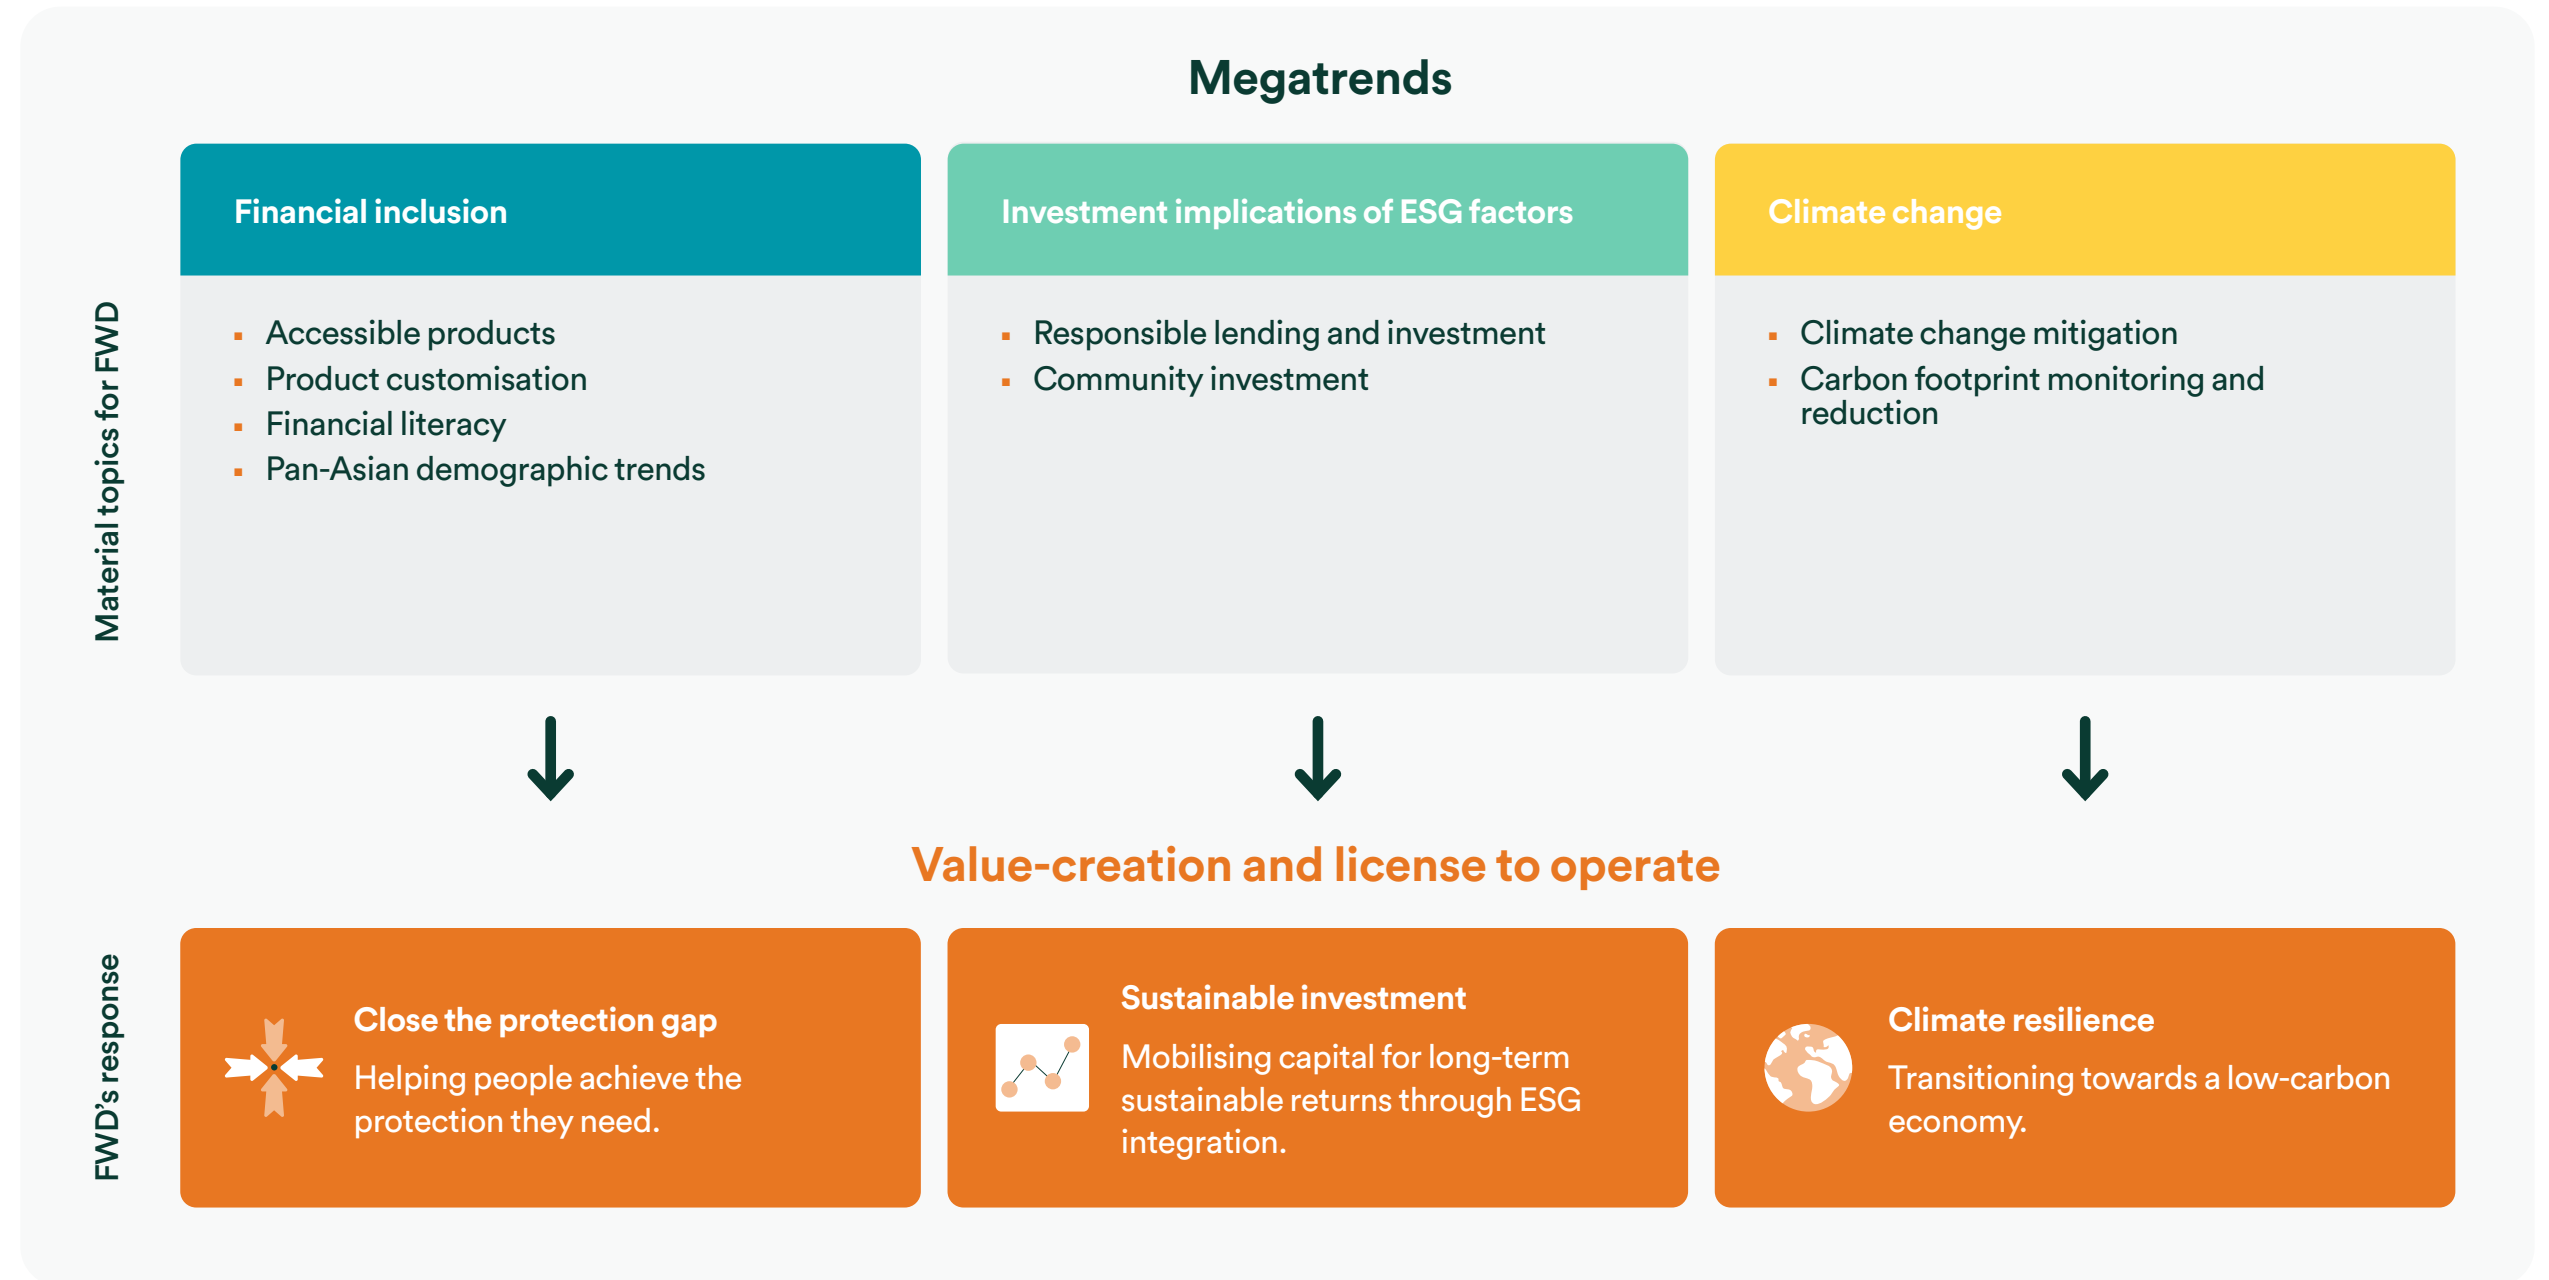 Megatrends
Material topics for FWD
Financial inclusion
Accessible products
Product customisation
Financial literacy
Pan-Asian demographic trends
Investment implications of ESG factors
Responsible lending and investment
Community investment
Climate change
Climate change mitigation
Carbon footprint monitoring and
reduction
Value-creation and license to operate
FWD's response
Close the protection gap
Helping people achieve the
protection they need.
Sustainable investment
Mobilising capital for long-term
sustainable returns through ESG
integration.
Climate resilience
Transitioning towards a low-carbon
economy.